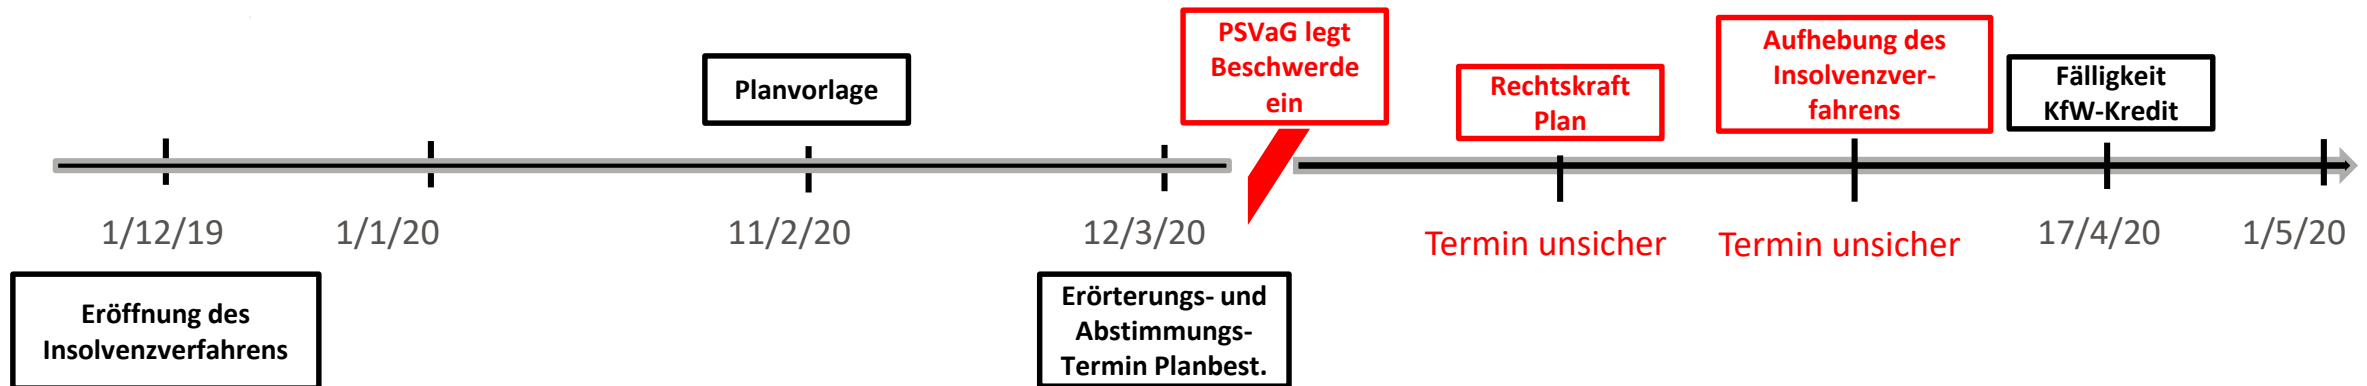 PSVaG legt
Beschwerde
ein
Aufhebung des
Insolvenzver-
fahrens
Planvorlage
Rechtskraft
Plan
Fälligkeit
KfW-Kredit
1/12/19
1/1/20
11/2/20
12/3/20
Termin unsicher
Termin unsicher
17/4/20
1/5/20
Eröffnung des
Insolvenzverfahrens
Erörterungs- und
Abstimmungs-
Termin Planbest.